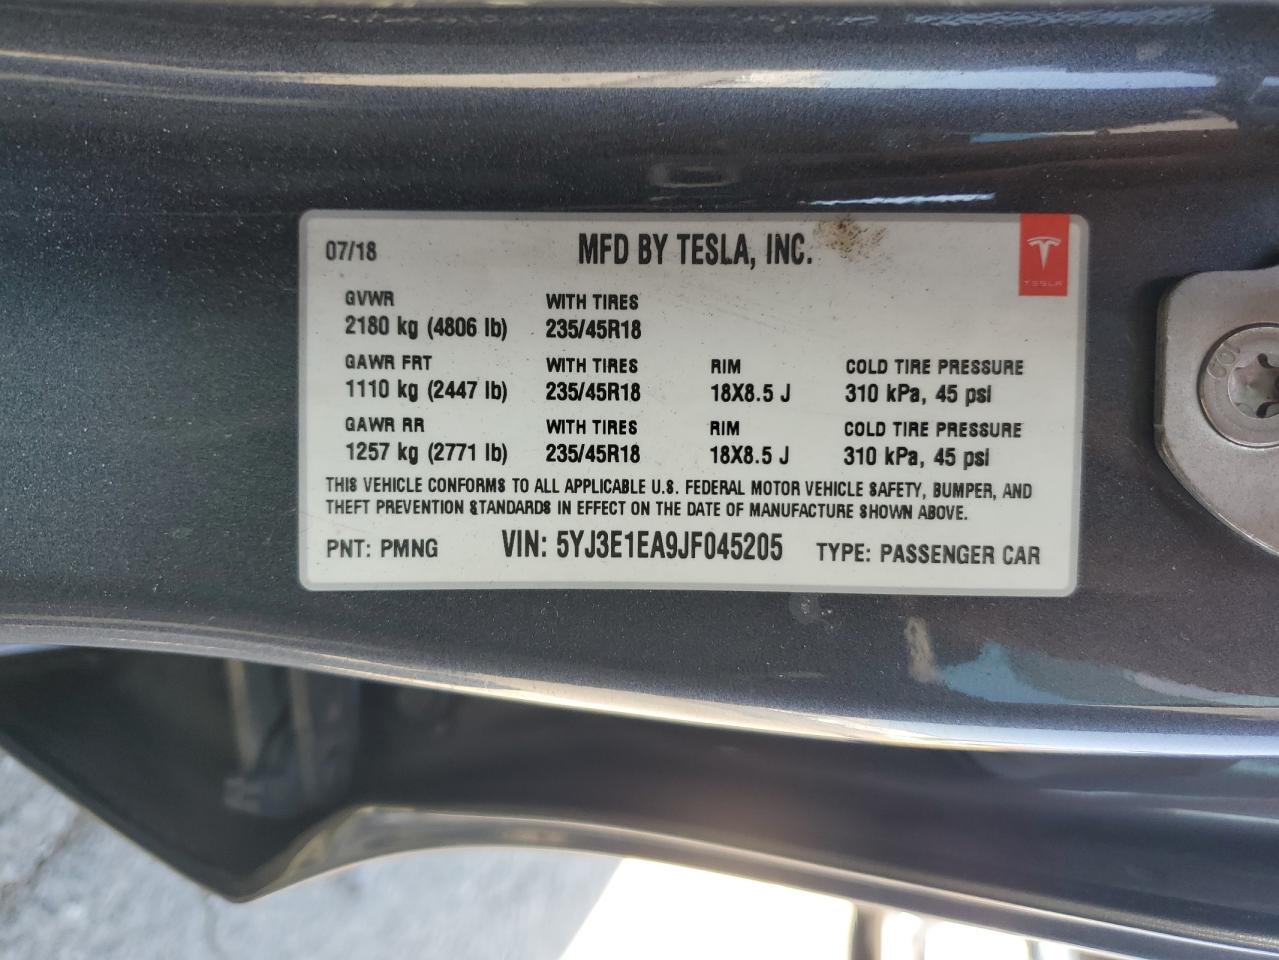 07/18 MFD BY TESLA, INC.
TESLA
GVWR WITH TIRES
2180 kg (4806 lb) 235/45R18
GAWR FRT WITH TIRES RIM COLD TIRE PRESSURE
1110 kg (2447 lb) 235/45R18 18X8.5 J 310 kPa, 45 psi
GAWR RR WITH TIRES RIM COLD TIRE PRESSURE
1257 kg (2771 lb) 235/45R18 18X8.5 J 310 kPa, 45 psi
THIS VEHICLE CONFORMS TO ALL APPLICABLE U.S. FEDERAL MOTOR VEHICLE SAFETY, BUMPER, AND
THEFT PREVENTION STANDARDS IN EFFECT ON THE DATE OF MANUFACTURE SHOWN ABOVE.
PNT: PMNG VIN: 5YJ3E1EA9JF045205 TYPE: PASSENGER CAR